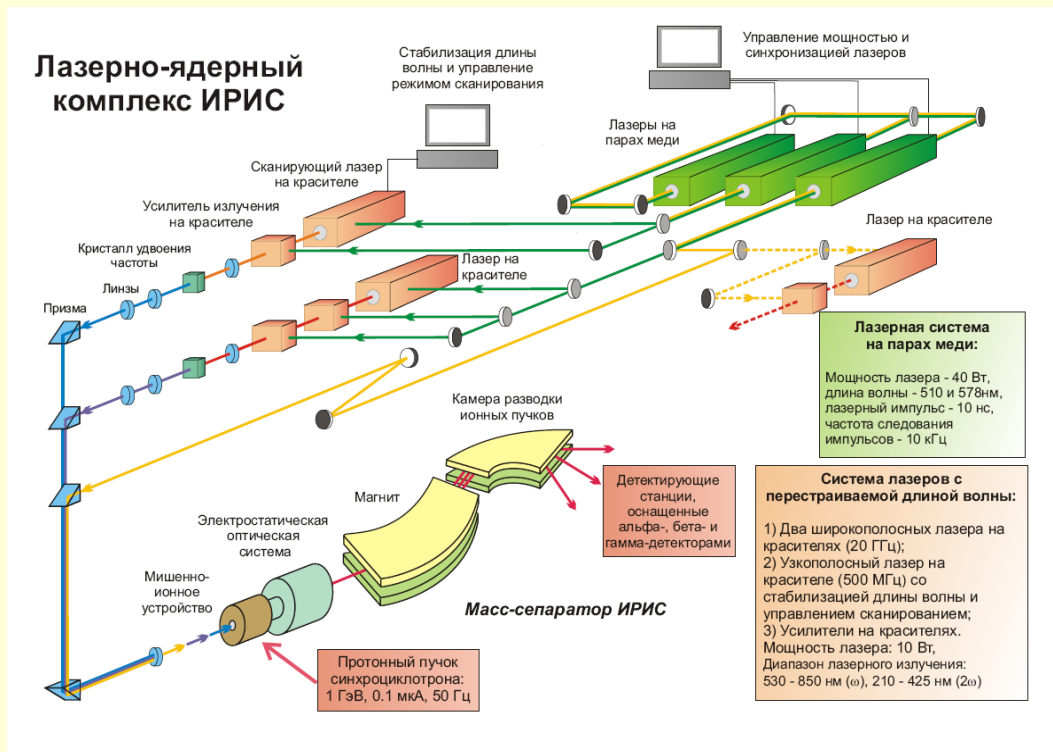 Лазерно-ядерный
комплекс ИРИС
Стабилизация длины
волны и управление
режимом сканирования
Управление мощностью и
синхронизацией лазеров
Лазеры на
парах меди
Сканирующий лазер
на красителе
Усилитель излучения
на красителе
Кристалл удвоения
частоты
Линзы
Призма
Лазер на
красителе
Лазер на красителе
Лазерная система
на парах меди:
Мощность лазера - 40 Вт,
длина волны - 510 и 578нм,
лазерный импульс - 10 нс,
частота следования
импульсов - 10 кГц
Камера разводки
ионных пучков
Магнит
Детектирующие
станции,
оснащенные
альфа-, бета- и
гамма-детекторами
Электростатическая
оптическая
система
Мишенно-
ионное
устройство
Масс-сепаратор ИРИС
Протонный пучок
синхроциклотрона:
1 ГэВ, 0.1 мкА, 50 Гц
Система лазеров с
перестраиваемой длиной волны:
1) Два широкополосных лазера на
красителях (20 ГГц);
2) Узкополосный лазер на
красителе (500 МГц) со
стабилизацией длины волны и
управлением сканированием;
3) Усилители на красителях.
Мощность лазера: 10 Вт,
Диапазон лазерного излучения:
530 - 850 нм (ω), 210 - 425 нм (2ω)